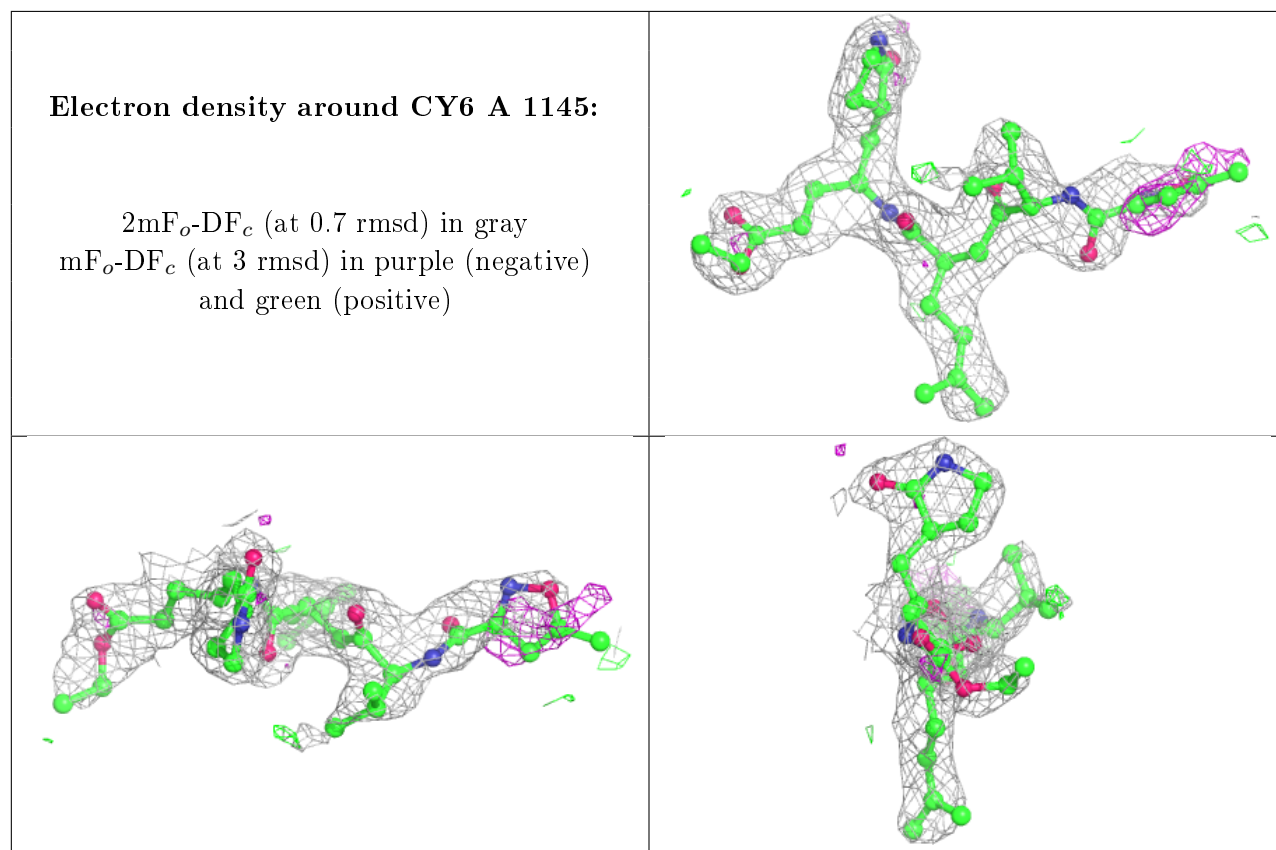 Electron density around CY6 A 1145:
2mFₒ-DF𝒸 (at 0.7 rmsd) in gray
mFₒ-DF𝒸 (at 3 rmsd) in purple (negative)
and green (positive)